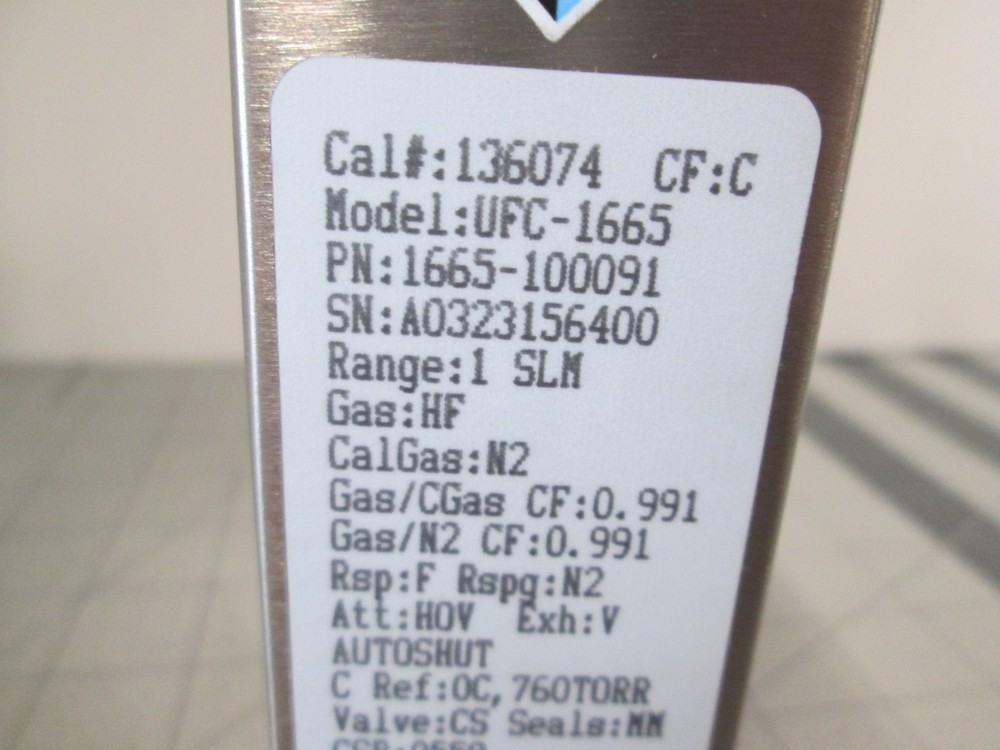 Cal#:136074 CF:C
Model:UFC-1665
PN:1665-100091
SN:A0323156400
Range:1 SLM
Gas:HF
CalGas:N2
Gas/CGas CF:0.991
Gas/N2 CF:0.991
Rsp:F Rspg:N2
Att:HOV Exh:V
AUTOSHUT
C Ref:0C,760TORR
Valve:CS Seals:MM